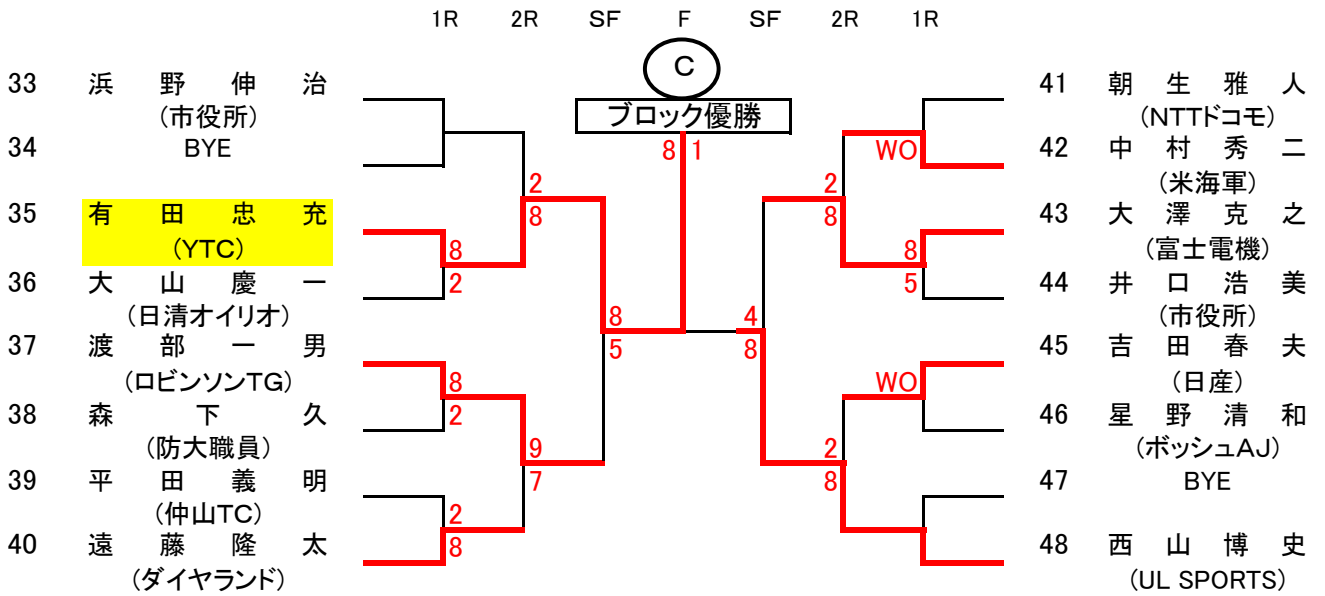 1R 2R SF F SF 2R 1R
C
ブロック優勝
8 1
33 浜野伸治
(市役所)
34 BYE
35 有田忠充
(YTC)
36 大山慶一
(日清オイリオ)
37 渡部一男
(ロビンソンTG)
38 森下久
(防大職員)
39 平田義明
(仲山TC)
40 遠藤隆太
(ダイヤランド)
2
8
8
2
8
5
8
2
9
7
2
8
41 朝生雅人
(NTTドコモ)
42 中村秀二
(米海軍)
43 大澤克之
(富士電機)
44 井口浩美
(市役所)
45 吉田春夫
(日産)
46 星野清和
(ボッシュAJ)
47 BYE
48 西山博史
(UL SPORTS)
WO
2
8
8
5
4
8
WO
2
8